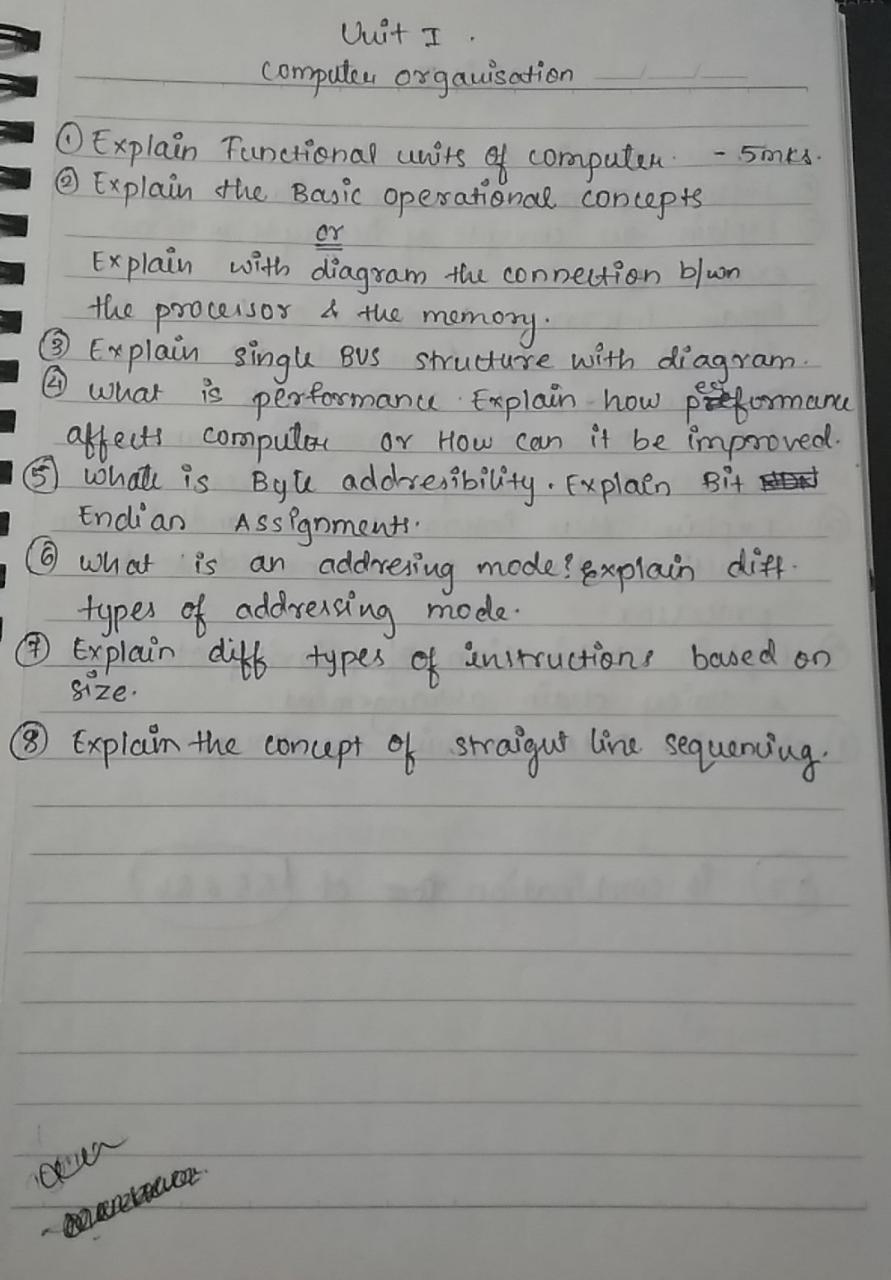 Unit I.
Computer organisation
① Explain Functional units of computer. - 5mks.
② Explain the Basic operational concepts
or
Explain with diagram the connection b/wn
the processor & the memory.
③ Explain single BUS structure with diagram.
④ What is performance. Explain how performance
affects computer or How can it be improved.
⑤ What is Byte addresibility. Explain Bit
Endian Assignments.
⑥ What is an addresing mode? explain diff.
types of addressing mode.
⑦ Explain diff types of instructions based on
size.
⑧ Explain the concept of straigut line sequencing.